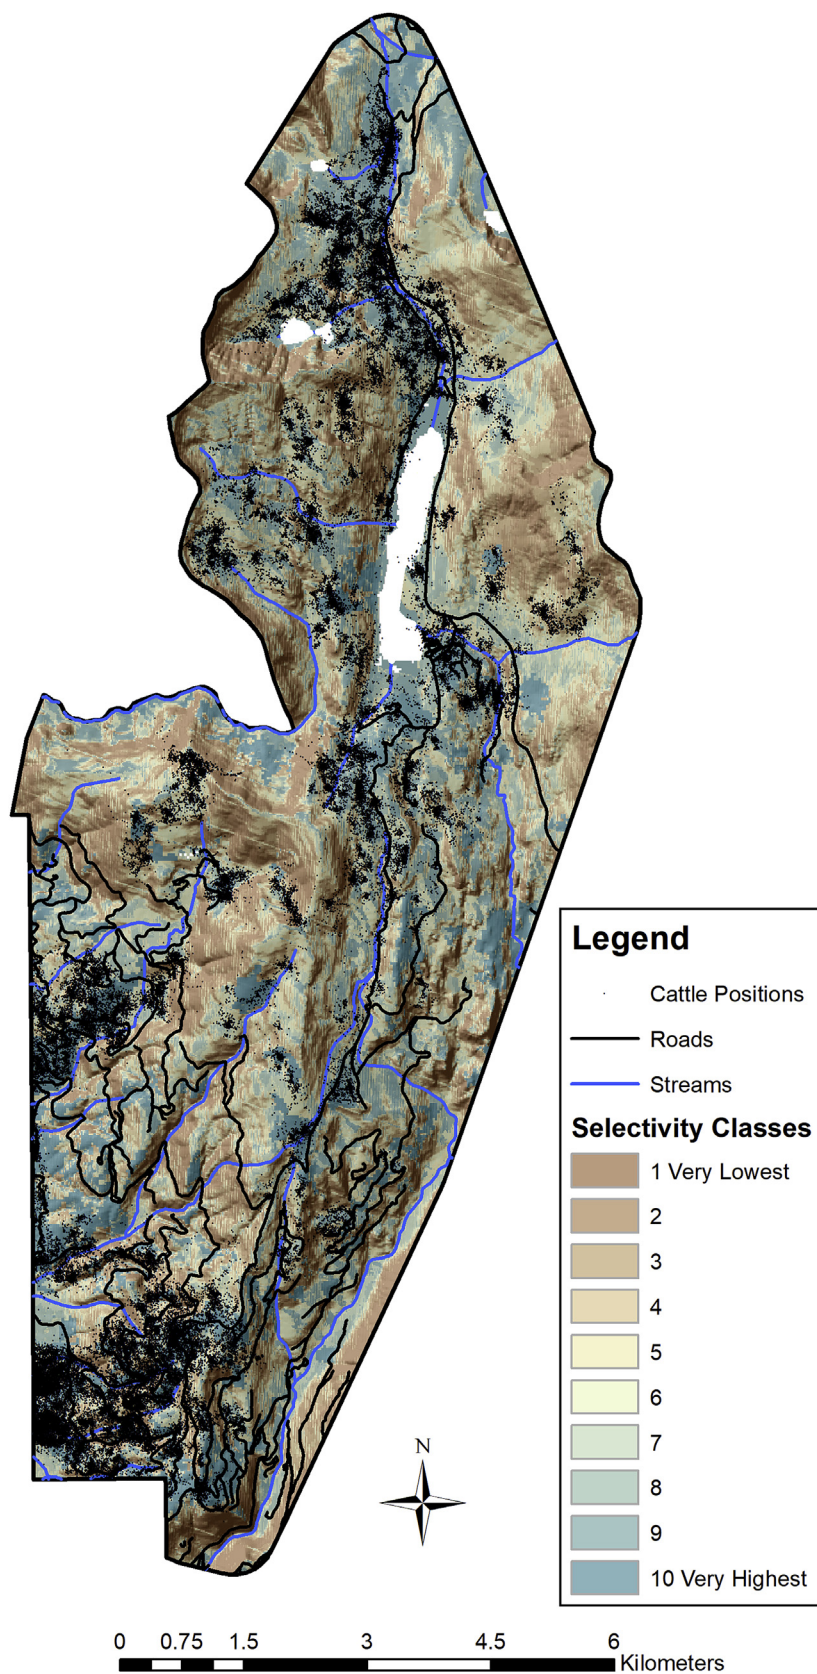 Legend
Cattle Positions
Roads
Streams
Selectivity Classes
1 Very Lowest
2
3
4
5
6
7
8
9
10 Very Highest
N
0 0.75 1.5 3 4.5 6
Kilometers